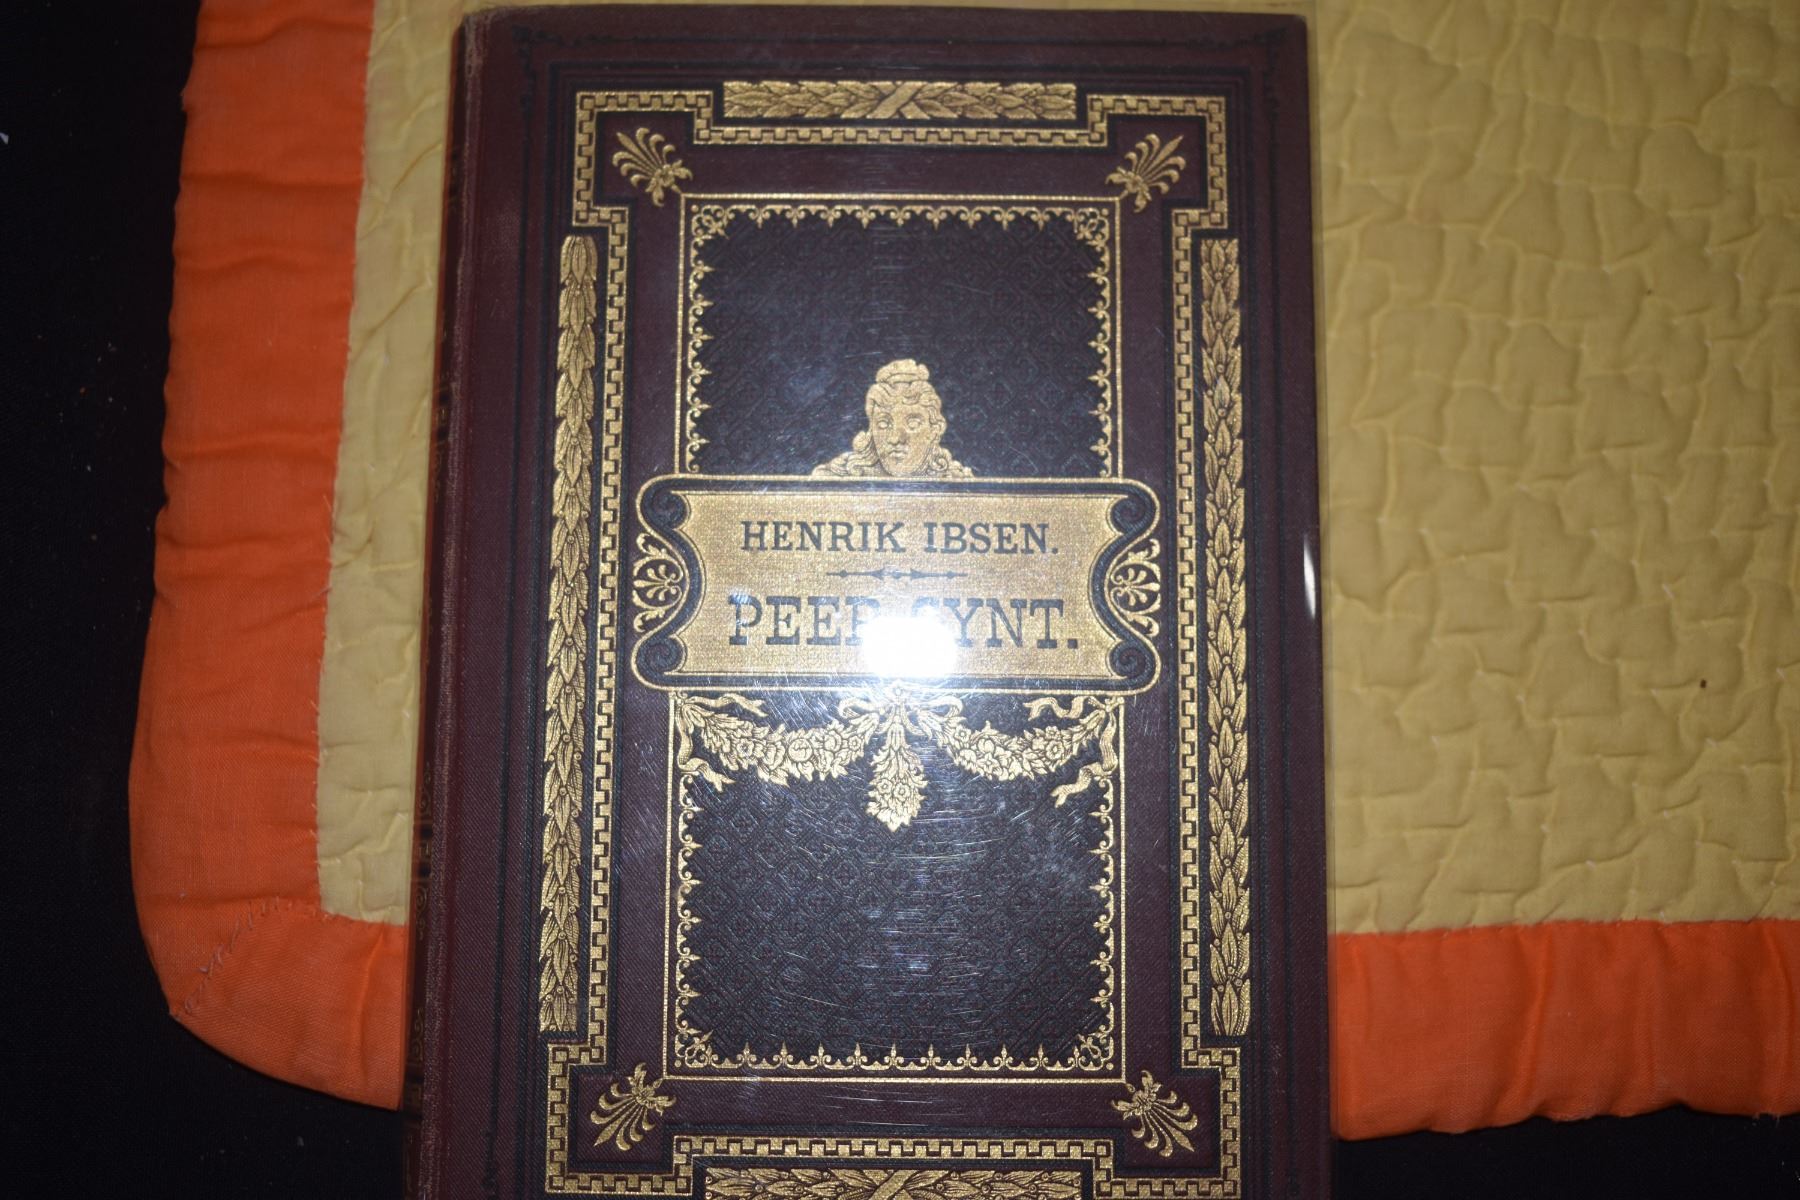 HENRIK IBSEN.
PEER GYNT.